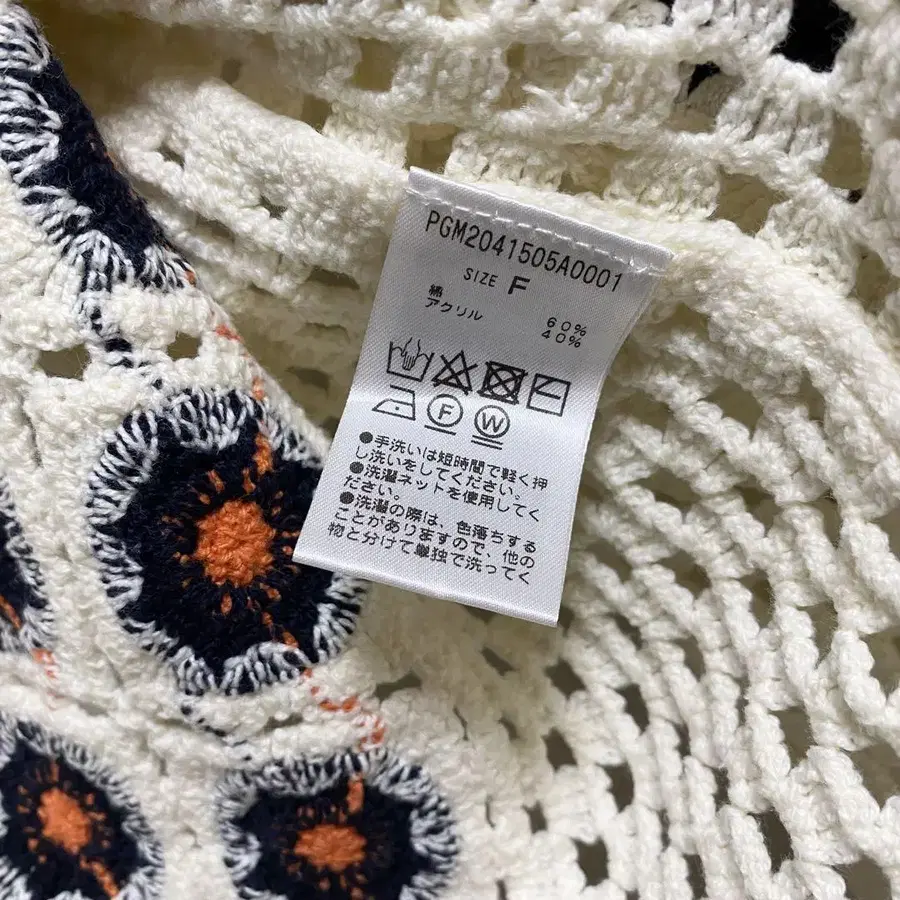 PGM2041505A0001
SIZE F
綿 60%
アクリル 40%
F W
●手洗いは短時間で軽く押
し洗いをしてください。
●洗濯ネットを使用してく
ださい。
●洗濯の際は、色落ちする
ことがありますので、他の
物と分けて単独で洗ってく